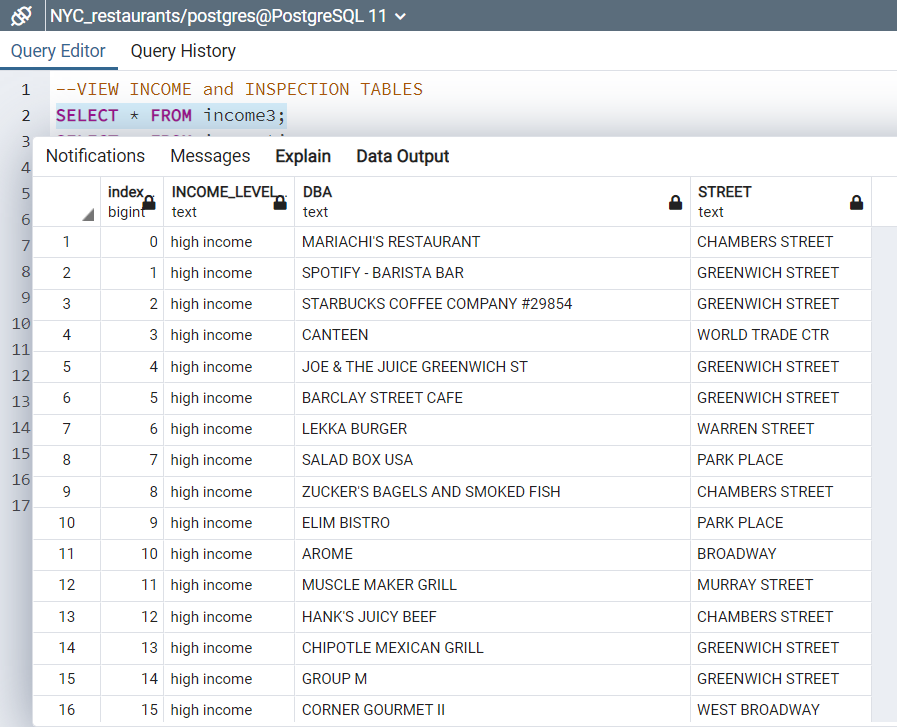 NYC_restaurants/postgres@PostgreSQL 11
Query Editor Query History
1 --VIEW INCOME and INSPECTION TABLES
2 SELECT * FROM income3;
3
4 Notifications Messages Explain Data Output
5 index INCOME_LEVEL DBA STREET
6 bigint text text text
7 1 0 high income MARIACHI'S RESTAURANT CHAMBERS STREET
8 2 1 high income SPOTIFY - BARISTA BAR GREENWICH STREET
9 3 2 high income STARBUCKS COFFEE COMPANY #29854 GREENWICH STREET
10 4 3 high income CANTEEN WORLD TRADE CTR
11 5 4 high income JOE & THE JUICE GREENWICH ST GREENWICH STREET
12 6 5 high income BARCLAY STREET CAFE GREENWICH STREET
13 7 6 high income LEKKA BURGER WARREN STREET
14 8 7 high income SALAD BOX USA PARK PLACE
15 9 8 high income ZUCKER'S BAGELS AND SMOKED FISH CHAMBERS STREET
16 10 9 high income ELIM BISTRO PARK PLACE
17 11 10 high income AROME BROADWAY
12 11 high income MUSCLE MAKER GRILL MURRAY STREET
13 12 high income HANK'S JUICY BEEF CHAMBERS STREET
14 13 high income CHIPOTLE MEXICAN GRILL GREENWICH STREET
15 14 high income GROUP M GREENWICH STREET
16 15 high income CORNER GOURMET II WEST BROADWAY